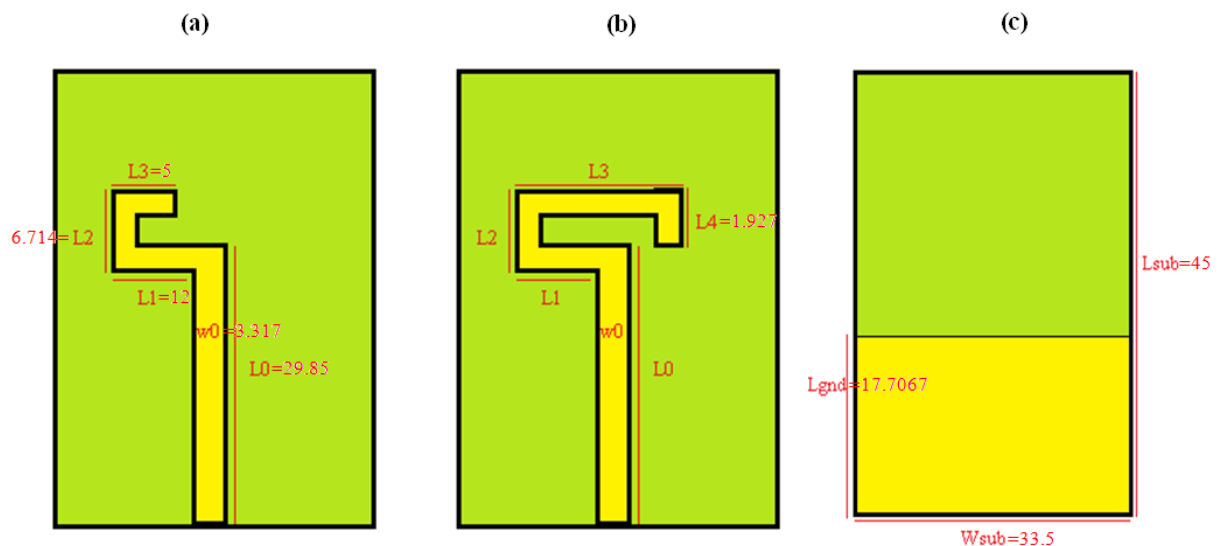 (a)
(b)
(c)
L3=5
6.714=L2
L1=12
w0=3.317
L0=29.85
L3
L4=1.927
L2
L1
w0
L0
Lsub=45
Lgnd=17.7067
Wsub=33.5